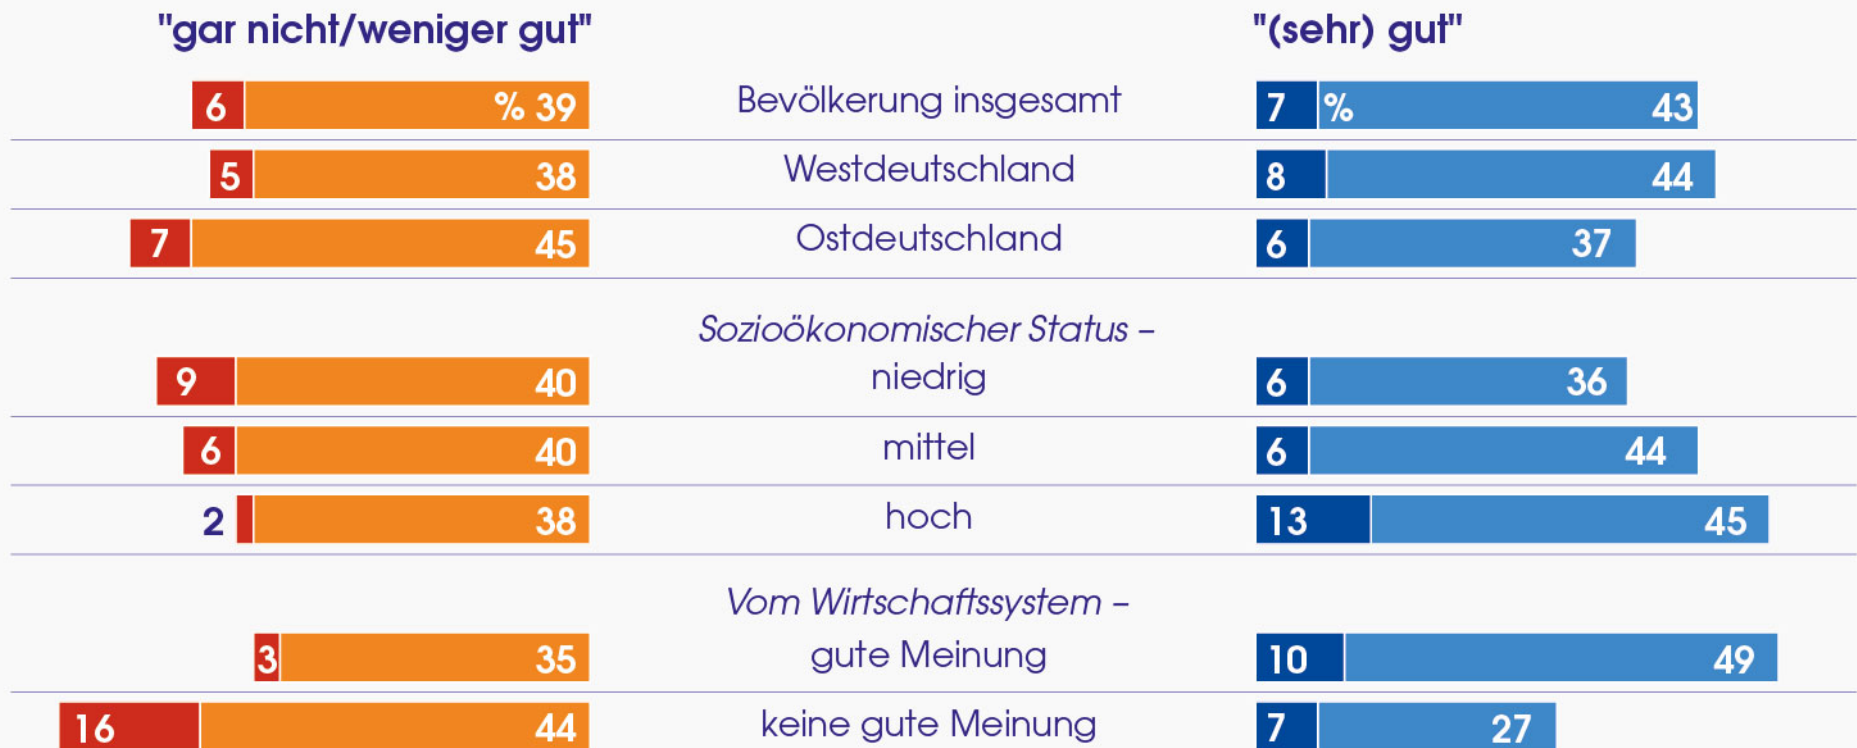 "gar nicht/weniger gut" "(sehr) gut"
6 % 39 Bevölkerung insgesamt 7 % 43
5 38 Westdeutschland 8 44
7 45 Ostdeutschland 6 37
Sozioökonomischer Status –
9 40 niedrig 6 36
6 40 mittel 6 44
2 38 hoch 13 45
Vom Wirtschaftssystem –
3 35 gute Meinung 10 49
16 44 keine gute Meinung 7 27